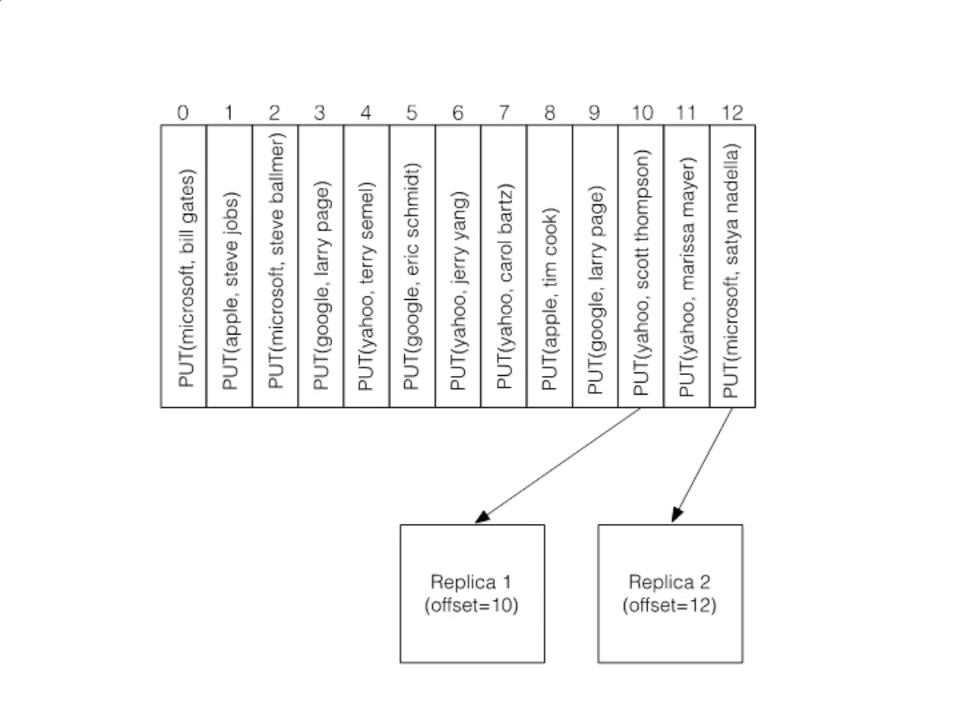 0 1 2 3 4 5 6 7 8 9 10 11 12
PUT(microsoft, bill gates)
PUT(apple, steve jobs)
PUT(microsoft, steve ballmer)
PUT(google, larry page)
PUT(yahoo, terry semel)
PUT(google, eric schmidt)
PUT(yahoo, jerry yang)
PUT(yahoo, carol bartz)
PUT(apple, tim cook)
PUT(google, larry page)
PUT(yahoo, scott thompson)
PUT(yahoo, marissa mayer)
PUT(microsoft, satya nadella)
Replica 1
(offset=10)
Replica 2
(offset=12)